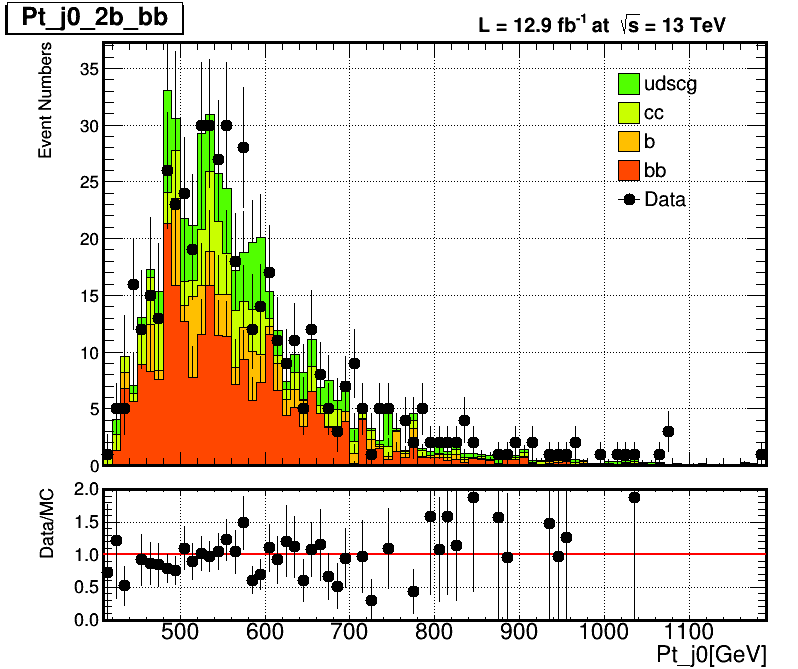 Pt_j0_2b_bb
L = 12.9 fb⁻¹ at √s = 13 TeV
Event Numbers
35
30
25
20
15
10
5
0
udscg
cc
b
bb
Data
Data/MC
2.0
1.5
1.0
0.5
0.0
500 600 700 800 900 1000 1100
Pt_j0[GeV]